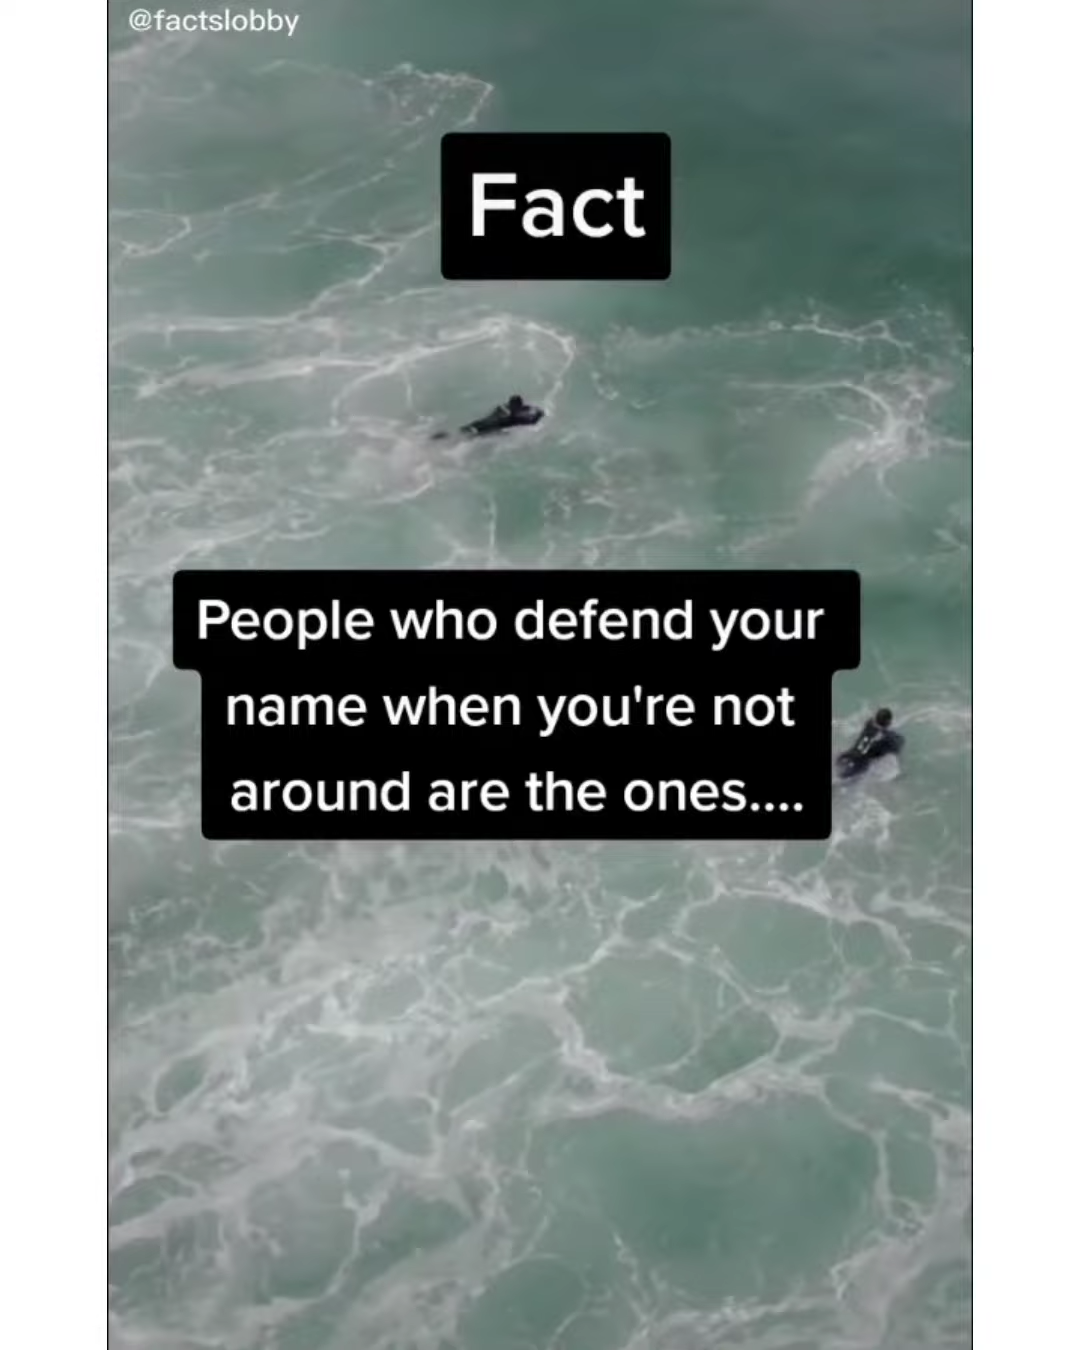 @factslobby
Fact
People who defend your
name when you're not
around are the ones....